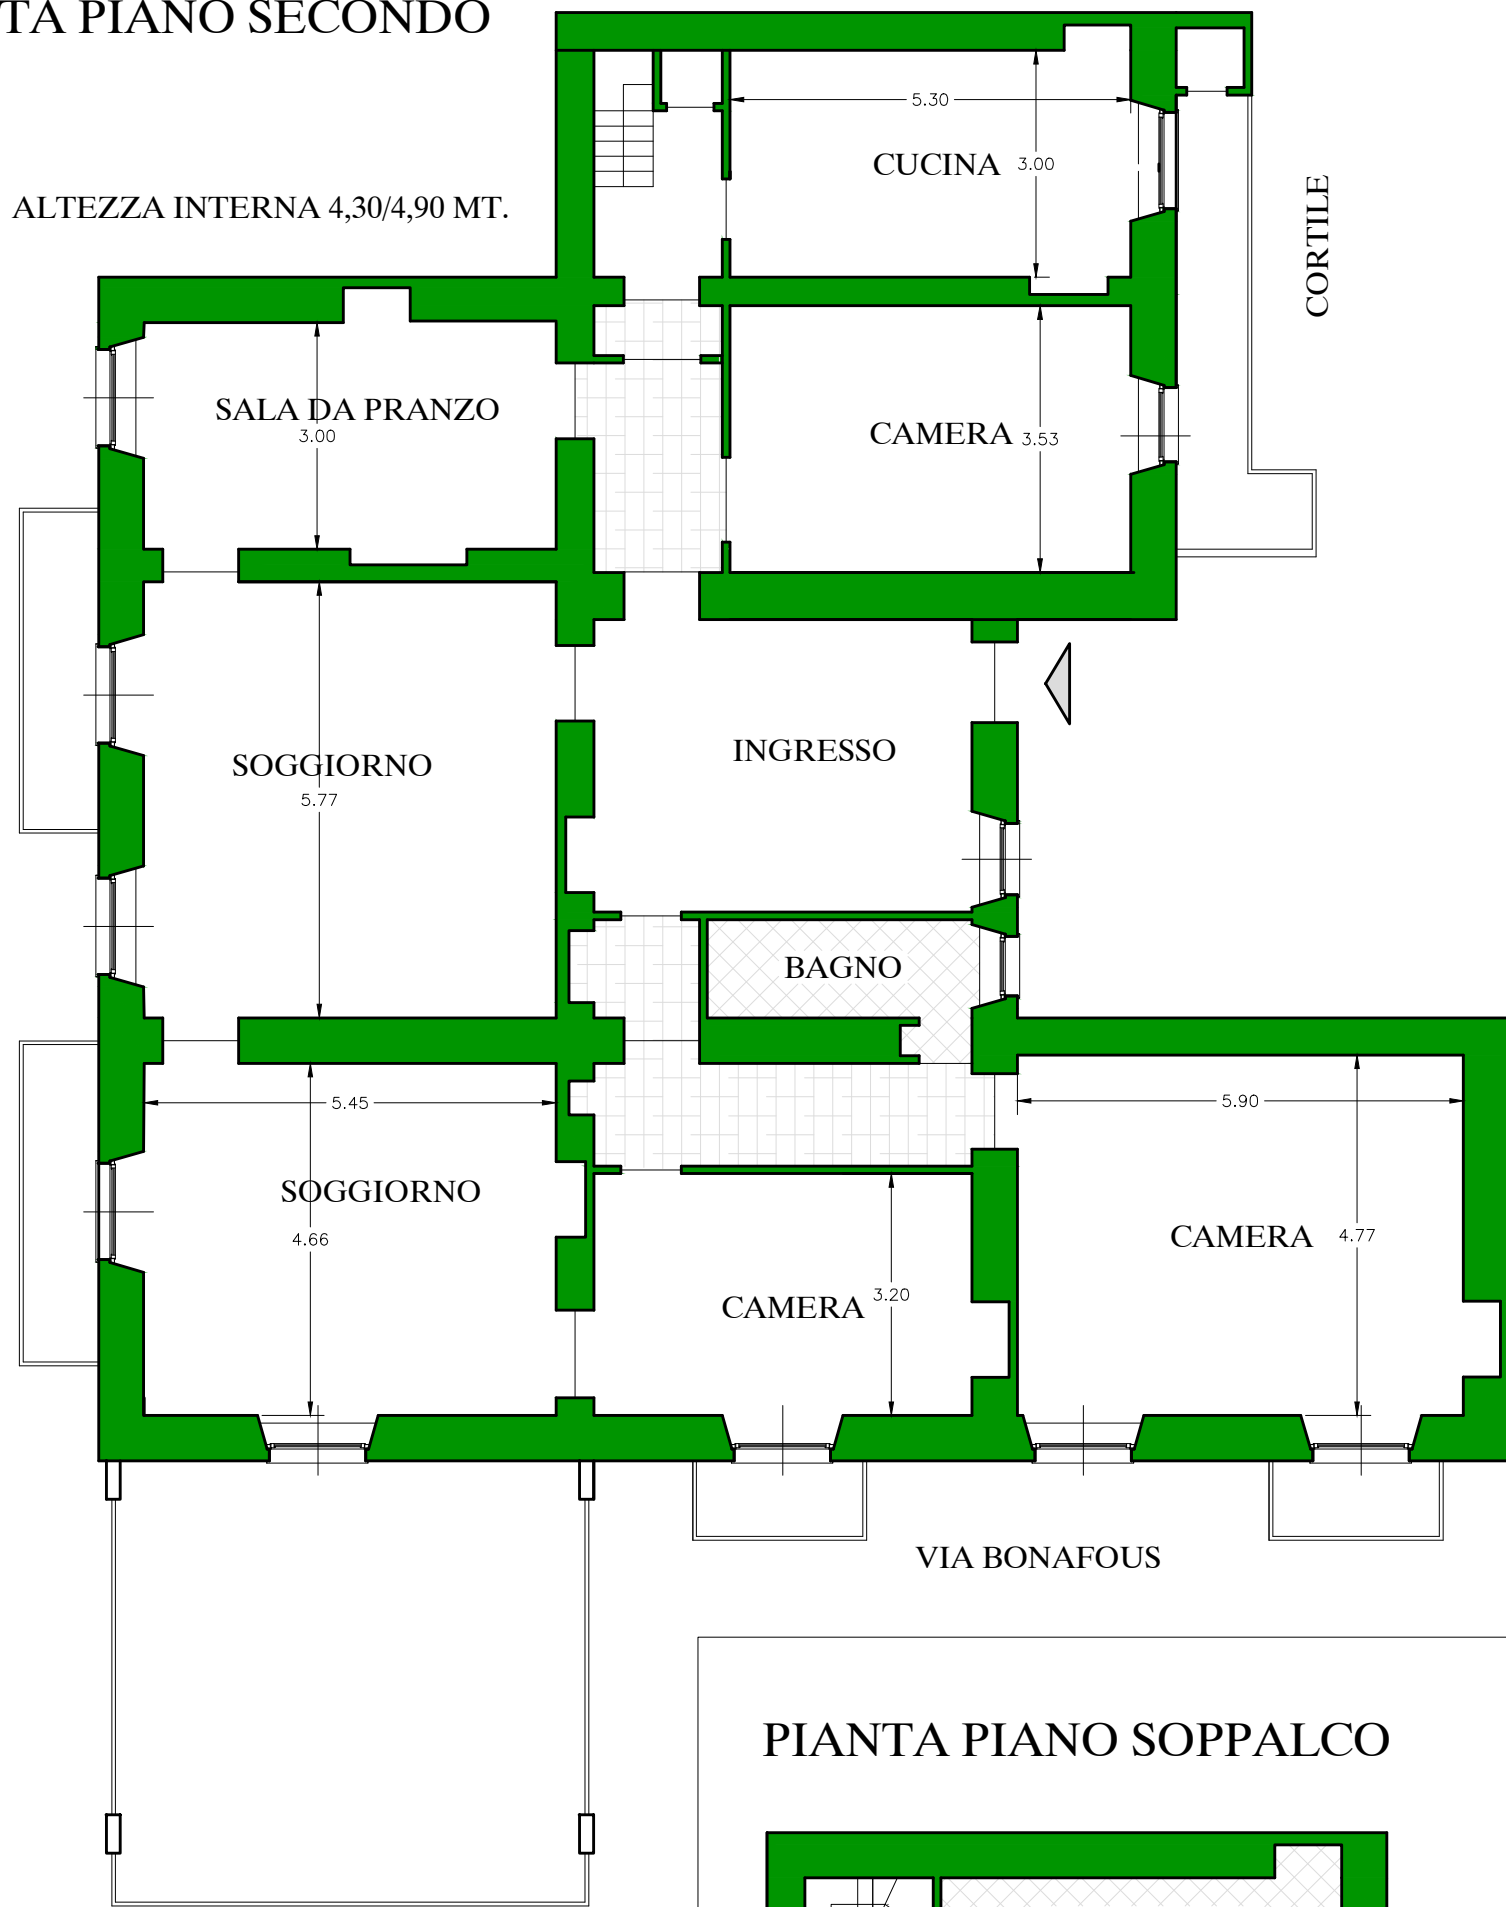 TA PIANO SECONDO
ALTEZZA INTERNA 4,30/4,90 MT.
5.30
CUCINA 3.00
CORTILE
SALA DA PRANZO
3.00
CAMERA 3.53
SOGGIORNO
5.77
INGRESSO
BAGNO
5.45
5.90
SOGGIORNO
4.66
CAMERA 4.77
CAMERA 3.20
VIA BONAFOUS
PIANTA PIANO SOPPALCO